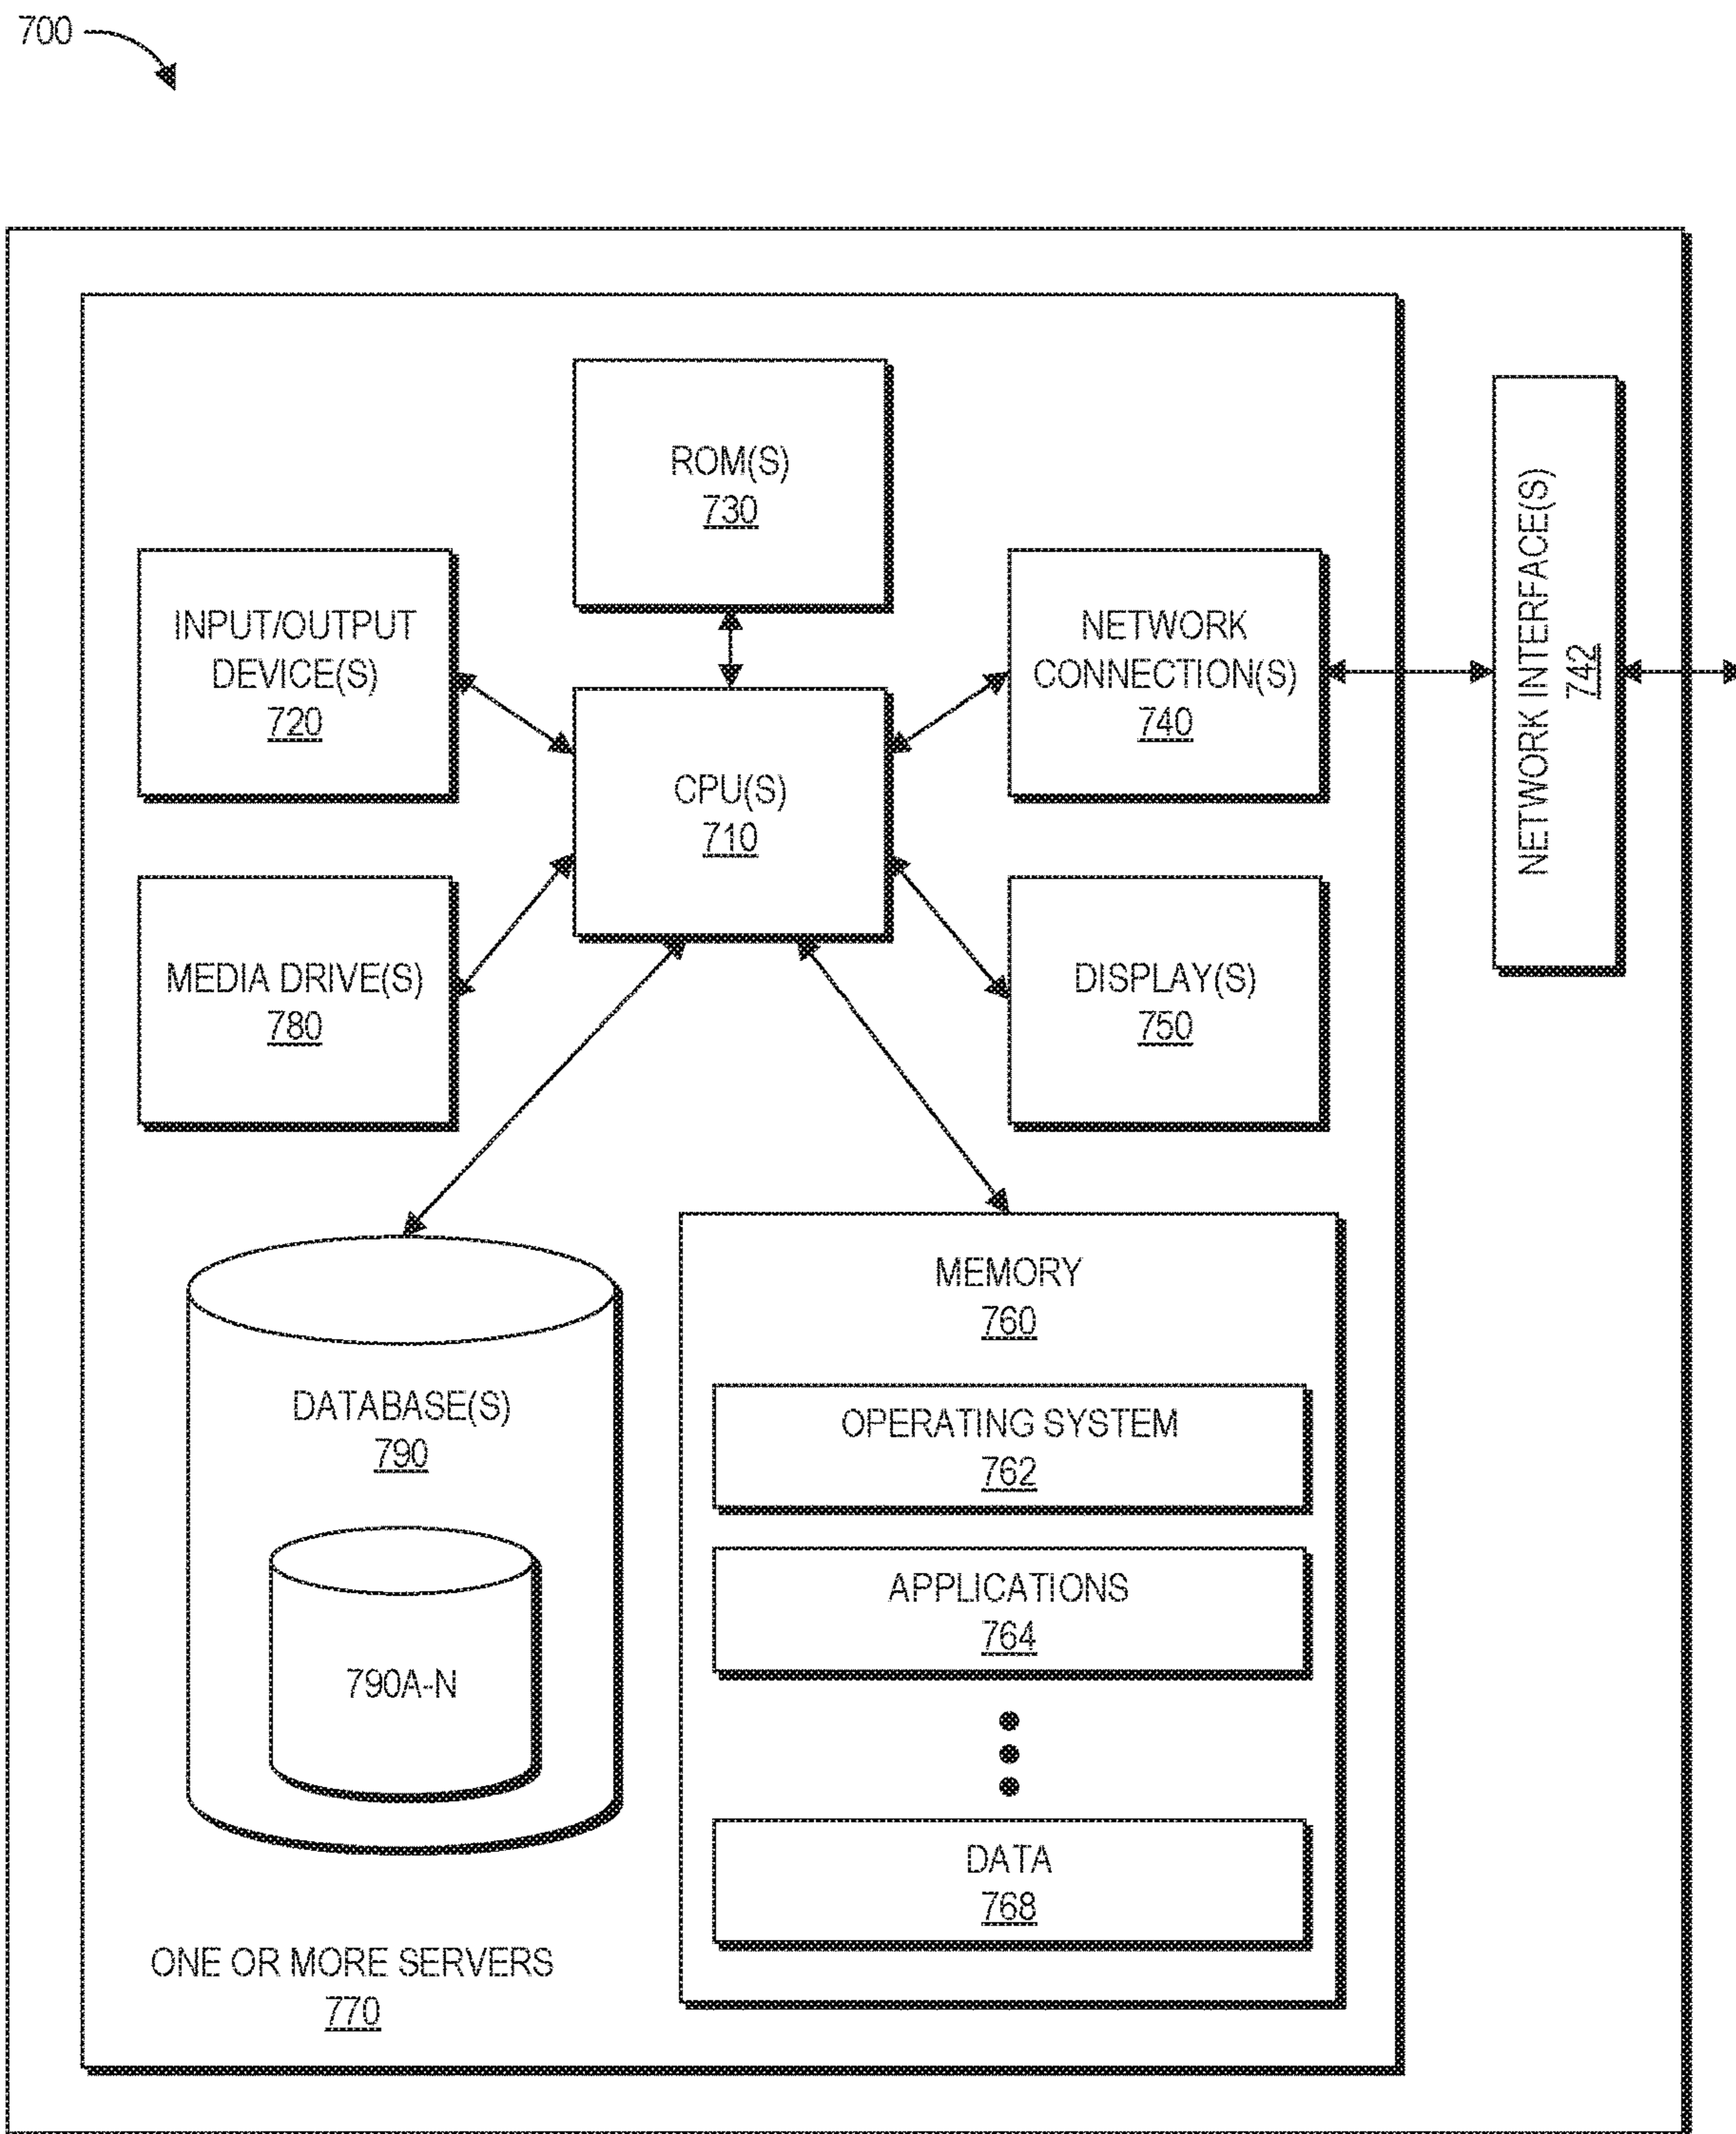 700
ROM(S)
730
INPUT/OUTPUT
DEVICE(S)
720
NETWORK
CONNECTION(S)
740
NETWORK INTERFACE(S)
742
CPU(S)
710
MEDIA DRIVE(S)
780
DISPLAY(S)
750
MEMORY
760
DATABASE(S)
790
OPERATING SYSTEM
762
APPLICATIONS
764
790A-N
DATA
768
ONE OR MORE SERVERS
770